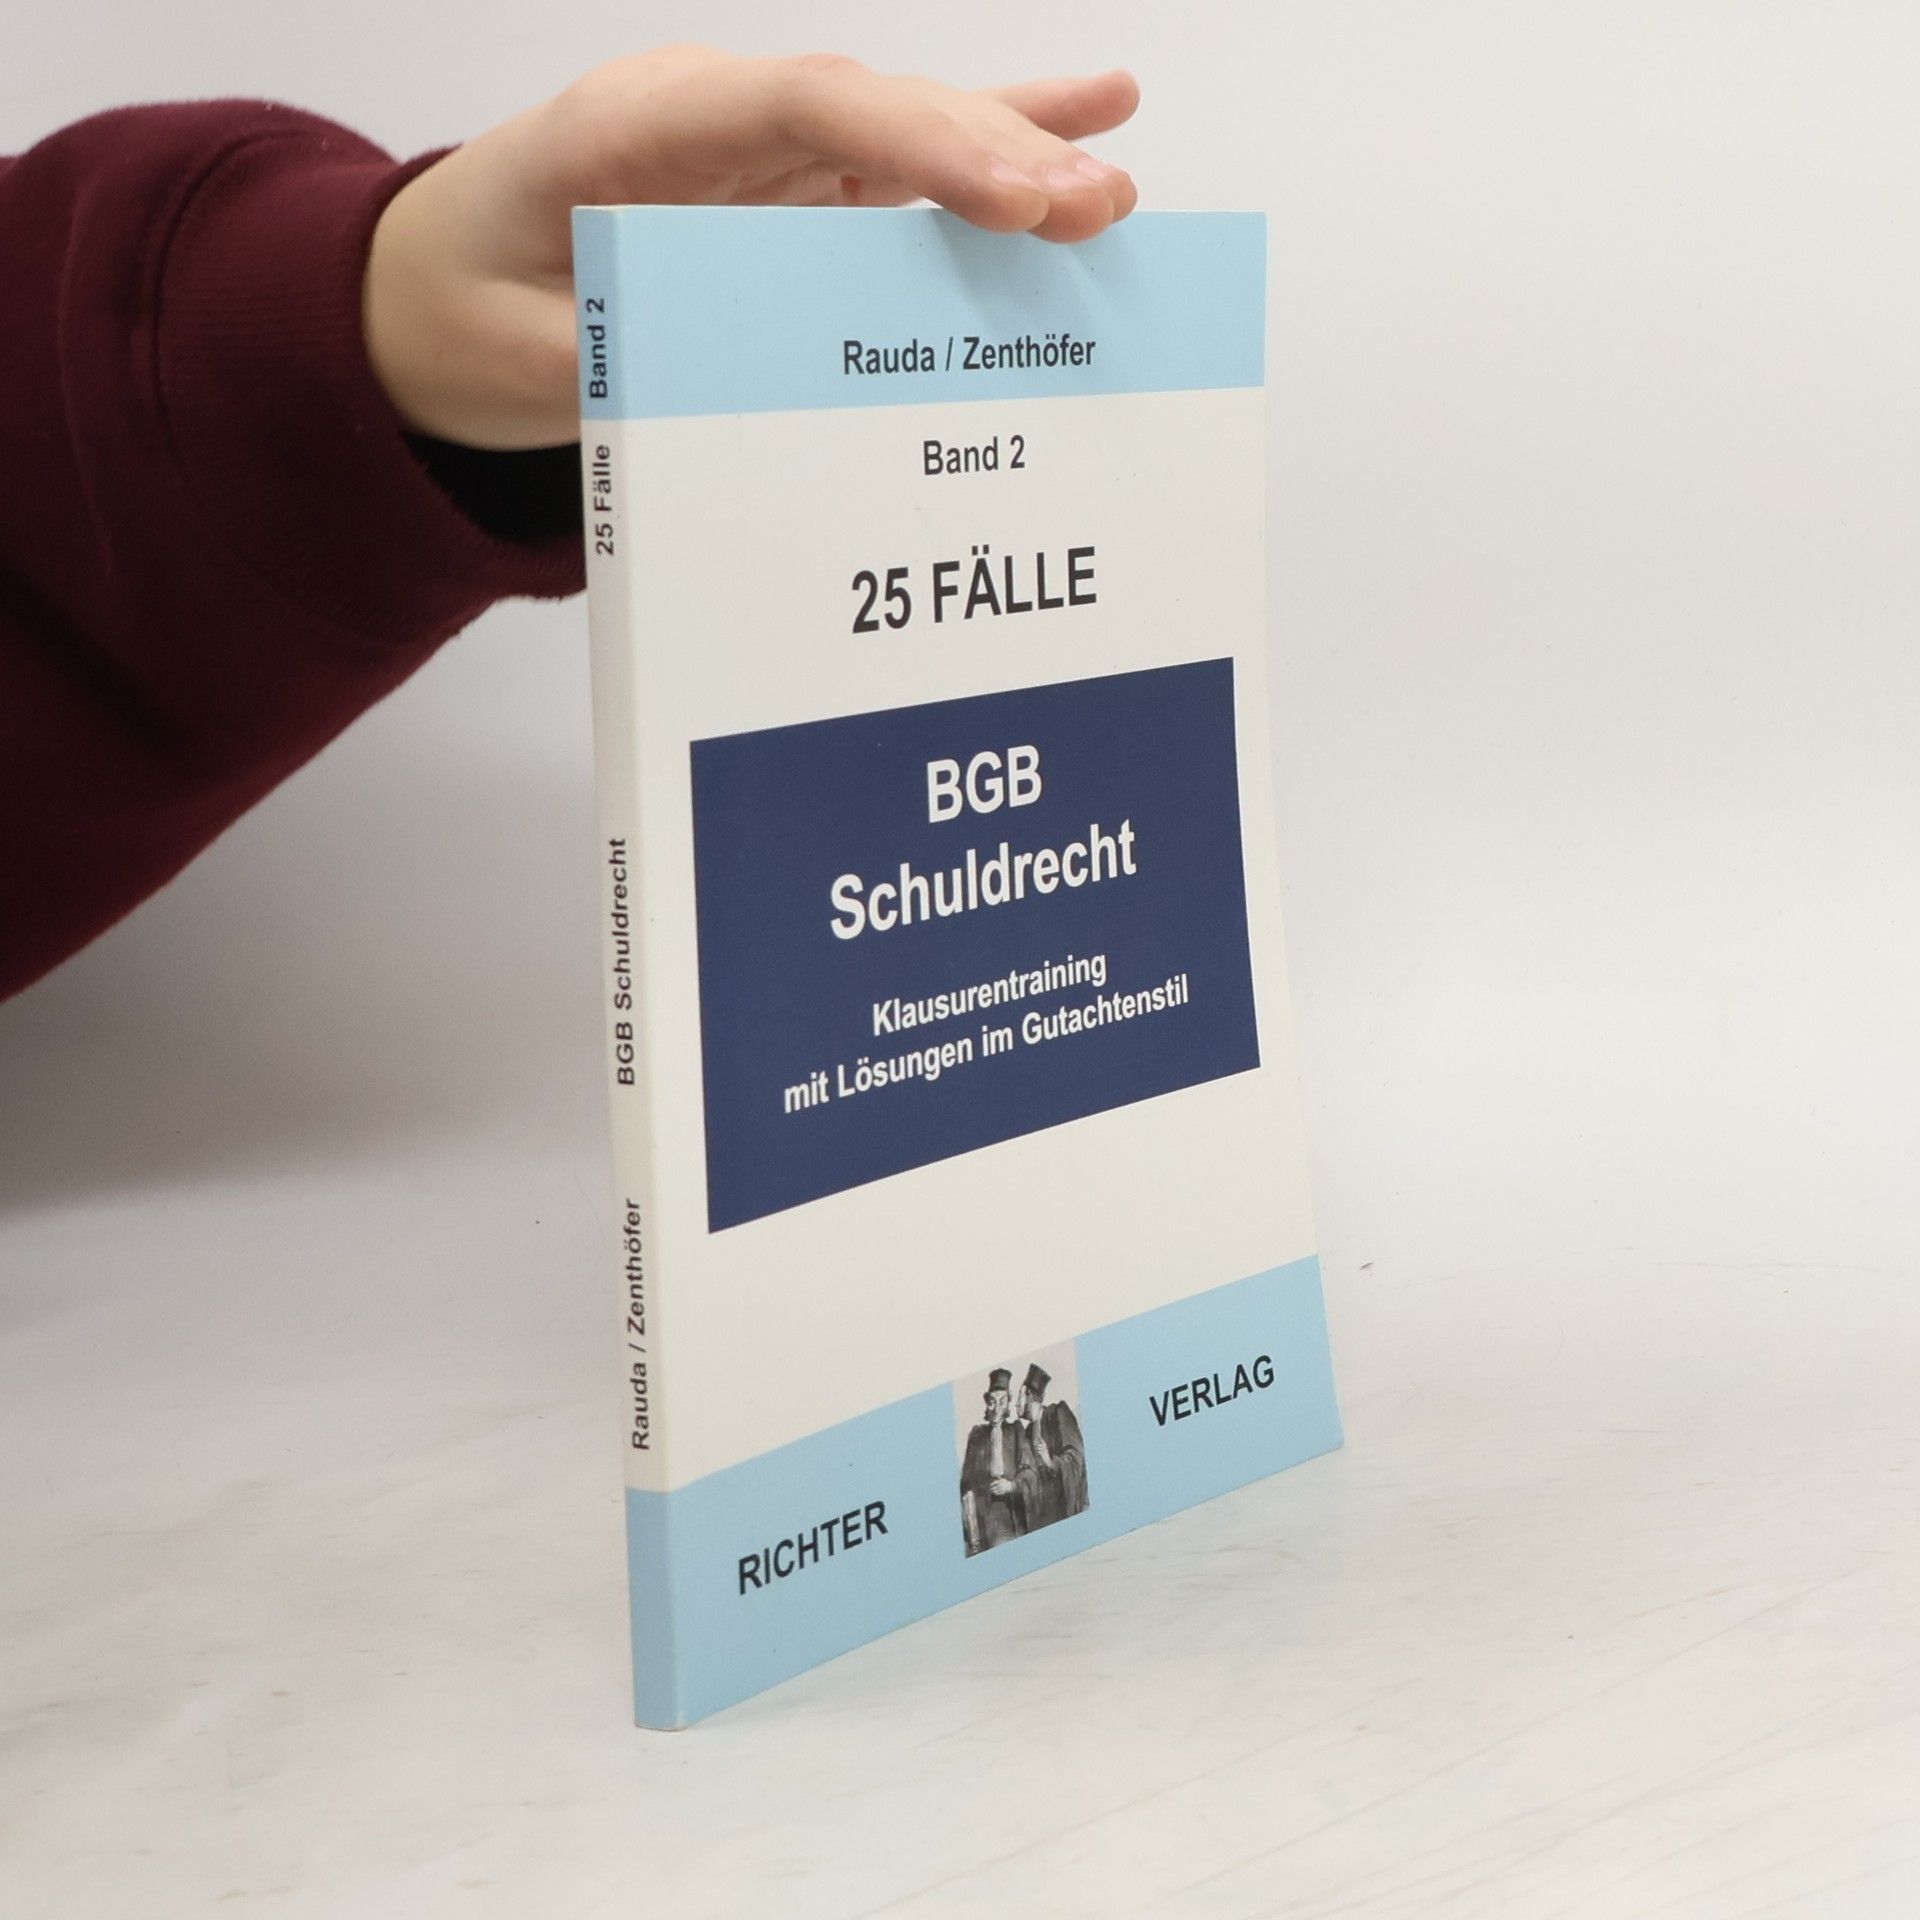 Rauda / Zenthöfer
Band 2
25 FÄLLE
BGB
Schuldrecht
Klausurentraining
mit Lösungen im Gutachtenstil
RICHTER
VERLAG
Rauda / Zenthöfer BGB Schuldrecht 25 Fälle Band 2